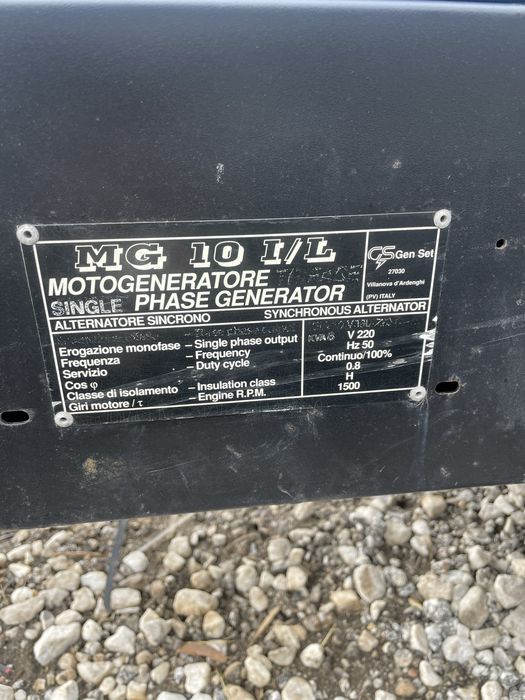 MG 10 I/L
GS Gen Set
27030
Villanova d'Ardenghi
(PV) ITALY
MOTOGENERATORE
SINGLE PHASE GENERATOR
ALTERNATORE SINCRONO SYNCHRONOUS ALTERNATOR
Erogazione monofase - Single phase output KVA 6 V 220
Frequenza - Frequency Hz 50
Servizio - Duty cycle Continuo/100%
Cos φ 0.8
Classe di isolamento - Insulation class H
Giri motore / τ - Engine R.P.M. 1500